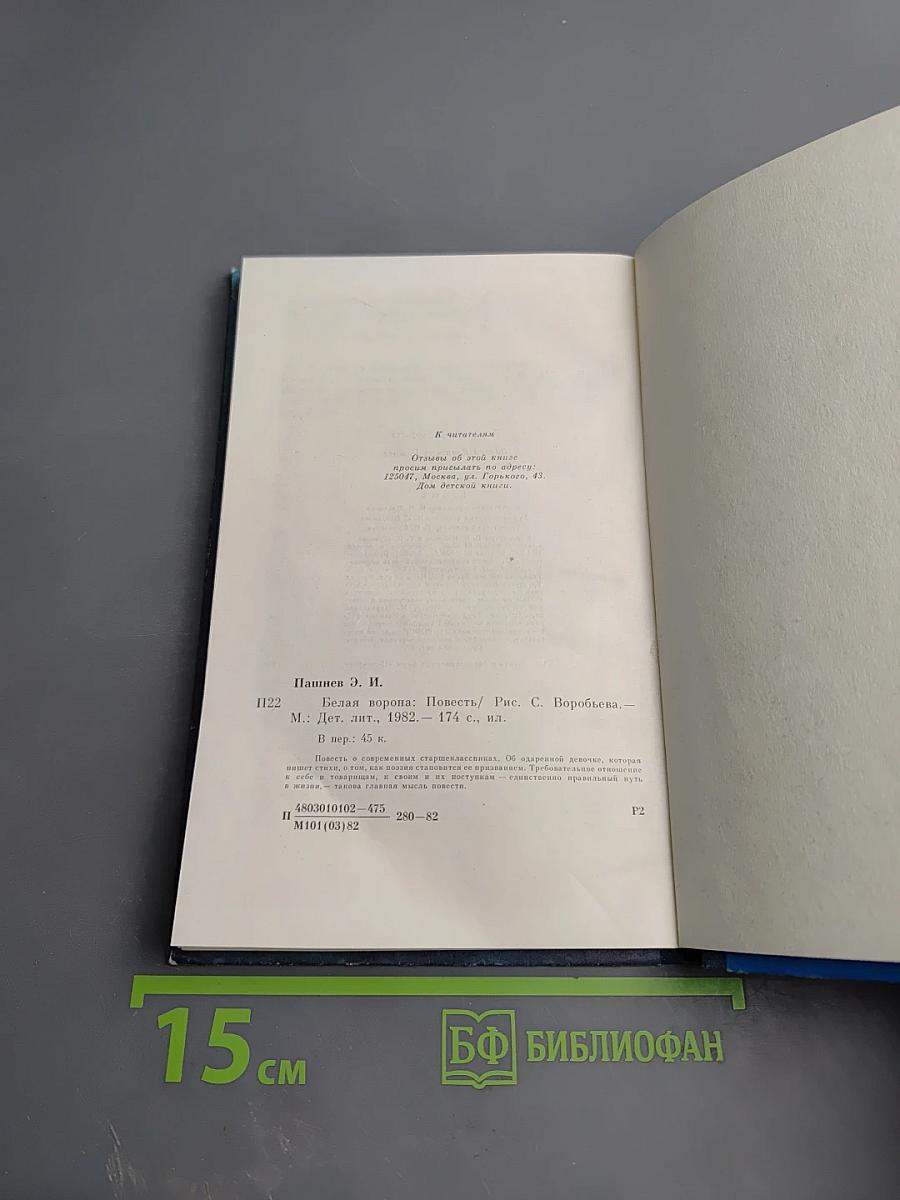 К читателям
Отзывы об этой книге
просим присылать по адресу:
125047, Москва, ул. Горького, 43.
Дом детской книги.
Пашнев Э. И.
П22 Белая ворона: Повесть/ Рис. С. Воробьева.—
М.: Дет. лит., 1982.— 174 с., ил.
В пер.: 45 к.
Повесть о современных старшеклассниках. Об одаренной девочке, которая
пишет стихи, о том, как поэзия становится ее призванием. Требовательное отношение
к себе и товарищам, к своим и их поступкам — единственно правильный путь
в жизни,— такова главная мысль повести.
П 4803010102—475 280—82
М101(03)82
Р2
15 см
БФ БИБЛИОФАН